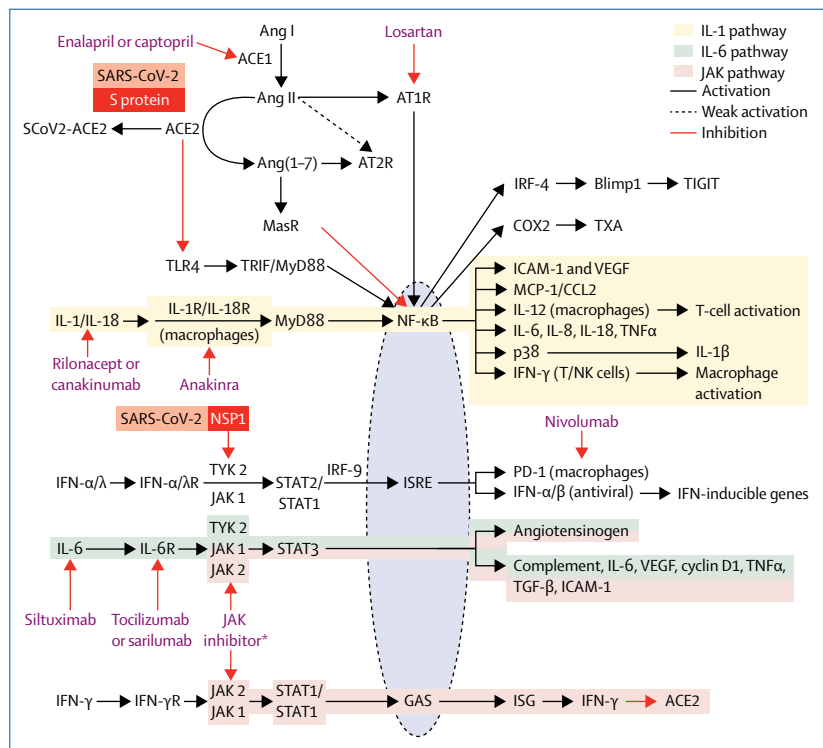 Ang I
Enalapril or captopril
Losartan
IL-1 pathway
IL-6 pathway
JAK pathway
Activation
Weak activation
Inhibition
ACE1
SARS-CoV-2
S protein
Ang II
AT1R
SCoV2-ACE2
ACE2
Ang(1–7)
AT2R
MasR
IRF-4
Blimp1
TIGIT
COX2
TXA
TLR4
TRIF/MyD88
ICAM-1 and VEGF
MCP-1/CCL2
IL-12 (macrophages)
T-cell activation
IL-6, IL-8, IL-18, TNFα
p38
IL-1β
IFN-γ (T/NK cells)
Macrophage
activation
IL-1/IL-18
IL-1R/IL-18R
(macrophages)
MyD88
NF-κB
Rilonacept or
canakinumab
Anakinra
SARS-CoV-2
NSP1
Nivolumab
IFN-α/λ
IFN-α/λR
TYK 2
JAK 1
STAT2/
STAT1
IRF-9
ISRE
PD-1 (macrophages)
IFN-α/β (antiviral)
IFN-inducible genes
IL-6
IL-6R
TYK 2
JAK 1
JAK 2
STAT3
Angiotensinogen
Complement, IL-6, VEGF, cyclin D1, TNFα,
TGF-β, ICAM-1
Siltuximab
Tocilizumab
or sarilumab
JAK
inhibitor*
IFN-γ
IFN-γR
JAK 2
JAK 1
STAT1/
STAT1
GAS
ISG
IFN-γ
ACE2